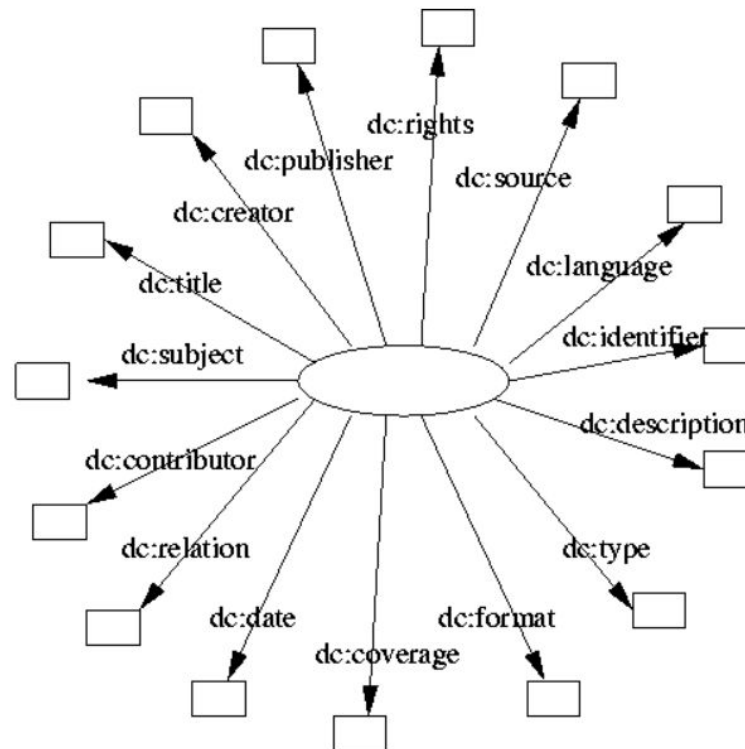 dc:rights
dc:publisher
dc:source
dc:creator
dc:language
dc:title
dc:identifier
dc:subject
dc:description
dc:contributor
dc:relation
dc:type
dc:date
dc:format
dc:coverage